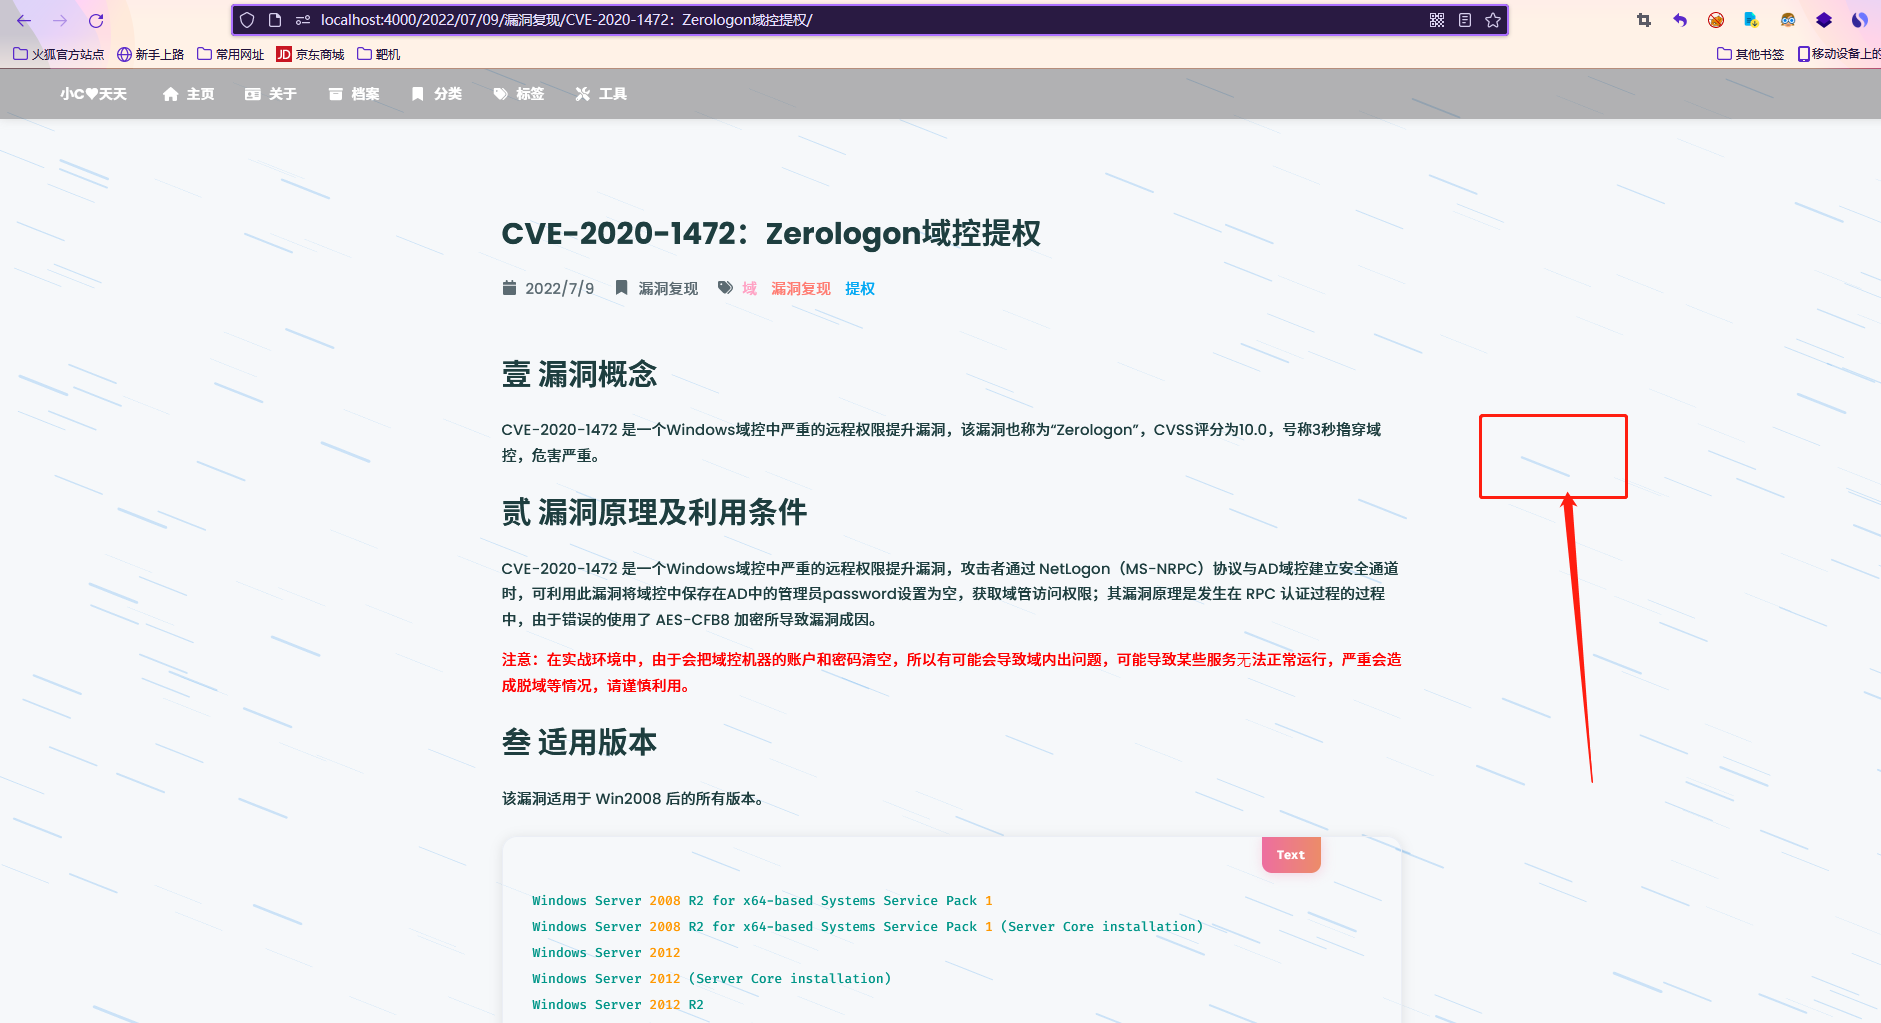 localhost:4000/2022/07/09/漏洞复现/CVE-2020-1472：Zerologon域控提权/
火狐官方站点 新手上路 常用网址 JD 京东商城 靶机 其他书签 移动设备上的
小C♥天天 主页 关于 档案 分类 标签 工具
CVE-2020-1472：Zerologon域控提权
2022/7/9 漏洞复现 域 漏洞复现 提权
壹 漏洞概念
CVE-2020-1472 是一个Windows域控中严重的远程权限提升漏洞，该漏洞也称为“Zerologon”，CVSS评分为10.0，号称3秒撸穿域
控，危害严重。
贰 漏洞原理及利用条件
CVE-2020-1472 是一个Windows域控中严重的远程权限提升漏洞，攻击者通过 NetLogon（MS-NRPC）协议与AD域控建立安全通道
时，可利用此漏洞将域控中保存在AD中的管理员password设置为空，获取域管访问权限；其漏洞原理是发生在 RPC 认证过程的过程
中，由于错误的使用了 AES-CFB8 加密所导致漏洞成因。
注意：在实战环境中，由于会把域控机器的账户和密码清空，所以有可能会导致域内出问题，可能导致某些服务无法正常运行，严重会造
成脱域等情况，请谨慎利用。
叁 适用版本
该漏洞适用于 Win2008 后的所有版本。
Text
Windows Server 2008 R2 for x64-based Systems Service Pack 1
Windows Server 2008 R2 for x64-based Systems Service Pack 1 (Server Core installation)
Windows Server 2012
Windows Server 2012 (Server Core installation)
Windows Server 2012 R2